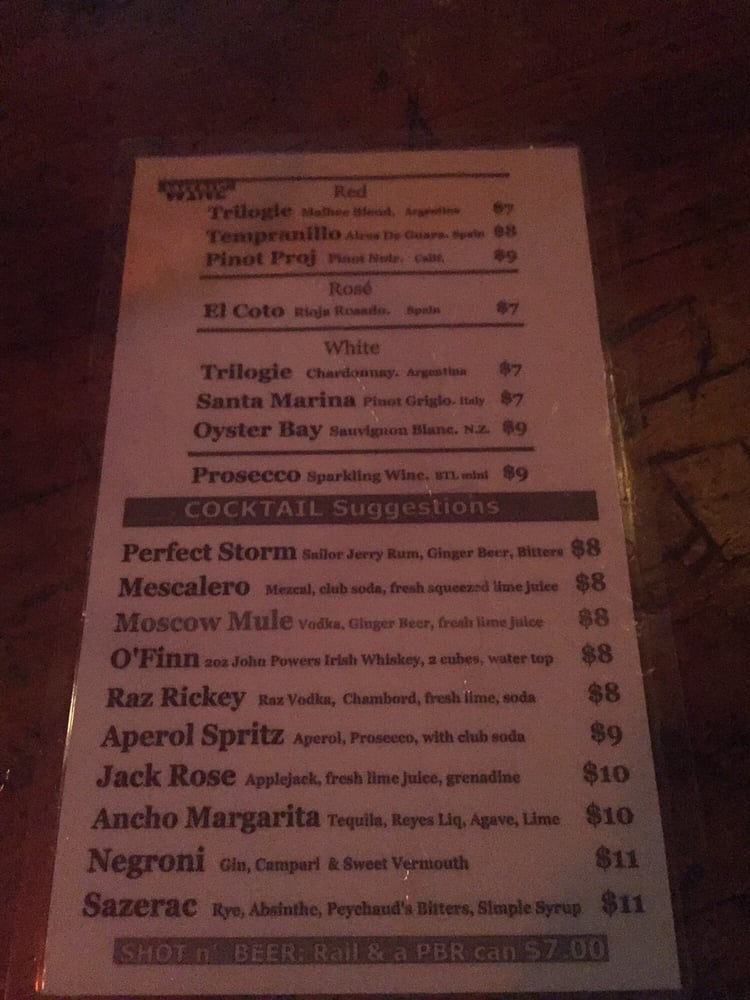 Red
Trilogie Malbec Blend, Argentina $7
Tempranillo Aires De Guara. Spain $8
Pinot Proj Pinot Noir. Calif. $9
Rosé
El Coto Rioja Rosado. Spain $7
White
Trilogie Chardonnay. Argentina $7
Santa Marina Pinot Grigio. Italy $7
Oyster Bay Sauvignon Blanc. N.Z. $9
Prosecco Sparkling Wine. BTL mini $9
COCKTAIL Suggestions
Perfect Storm Sailor Jerry Rum, Ginger Beer, Bitters $8
Mescalero Mezcal, club soda, fresh squeezed lime juice $8
Moscow Mule Vodka, Ginger Beer, fresh lime juice $8
O'Finn 2oz John Powers Irish Whiskey, 2 cubes, water top $8
Raz Rickey Raz Vodka, Chambord, fresh lime, soda $8
Aperol Spritz Aperol, Prosecco, with club soda $9
Jack Rose Applejack, fresh lime juice, grenadine $10
Ancho Margarita Tequila, Reyes Liq, Agave, Lime $10
Negroni Gin, Campari & Sweet Vermouth $11
Sazerac Rye, Absinthe, Peychaud's Bitters, Simple Syrup $11
SHOT n' BEER: Rail & a PBR can $7.00